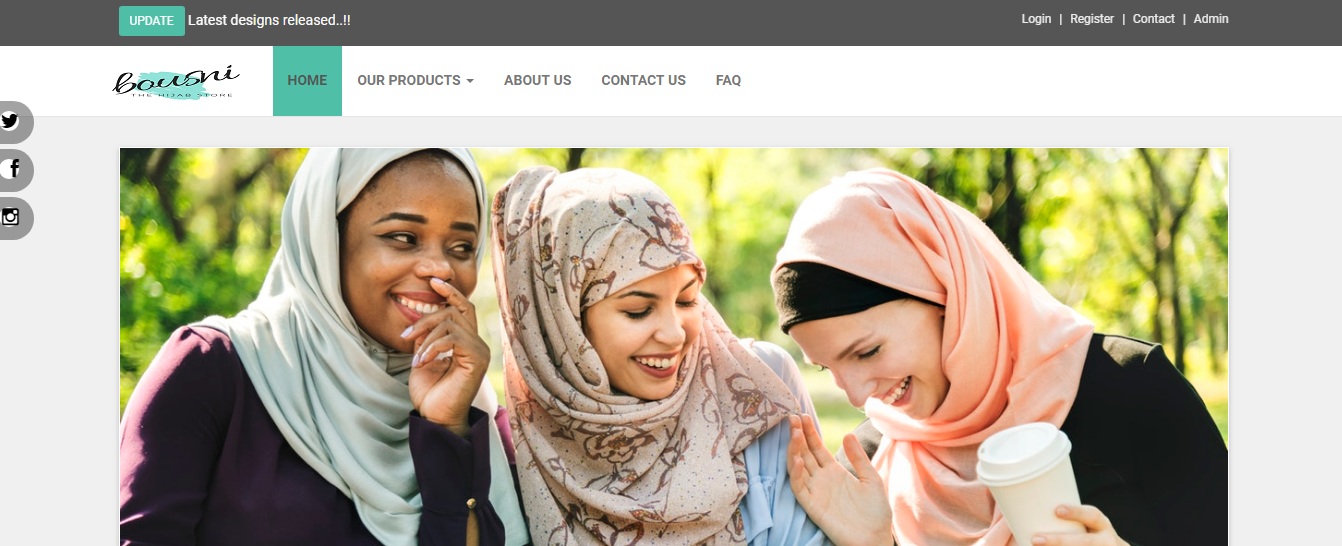 UPDATE Latest designs released..!!
Login | Register | Contact | Admin
bousni
THE HIJAB STORE
HOME OUR PRODUCTS ABOUT US CONTACT US FAQ